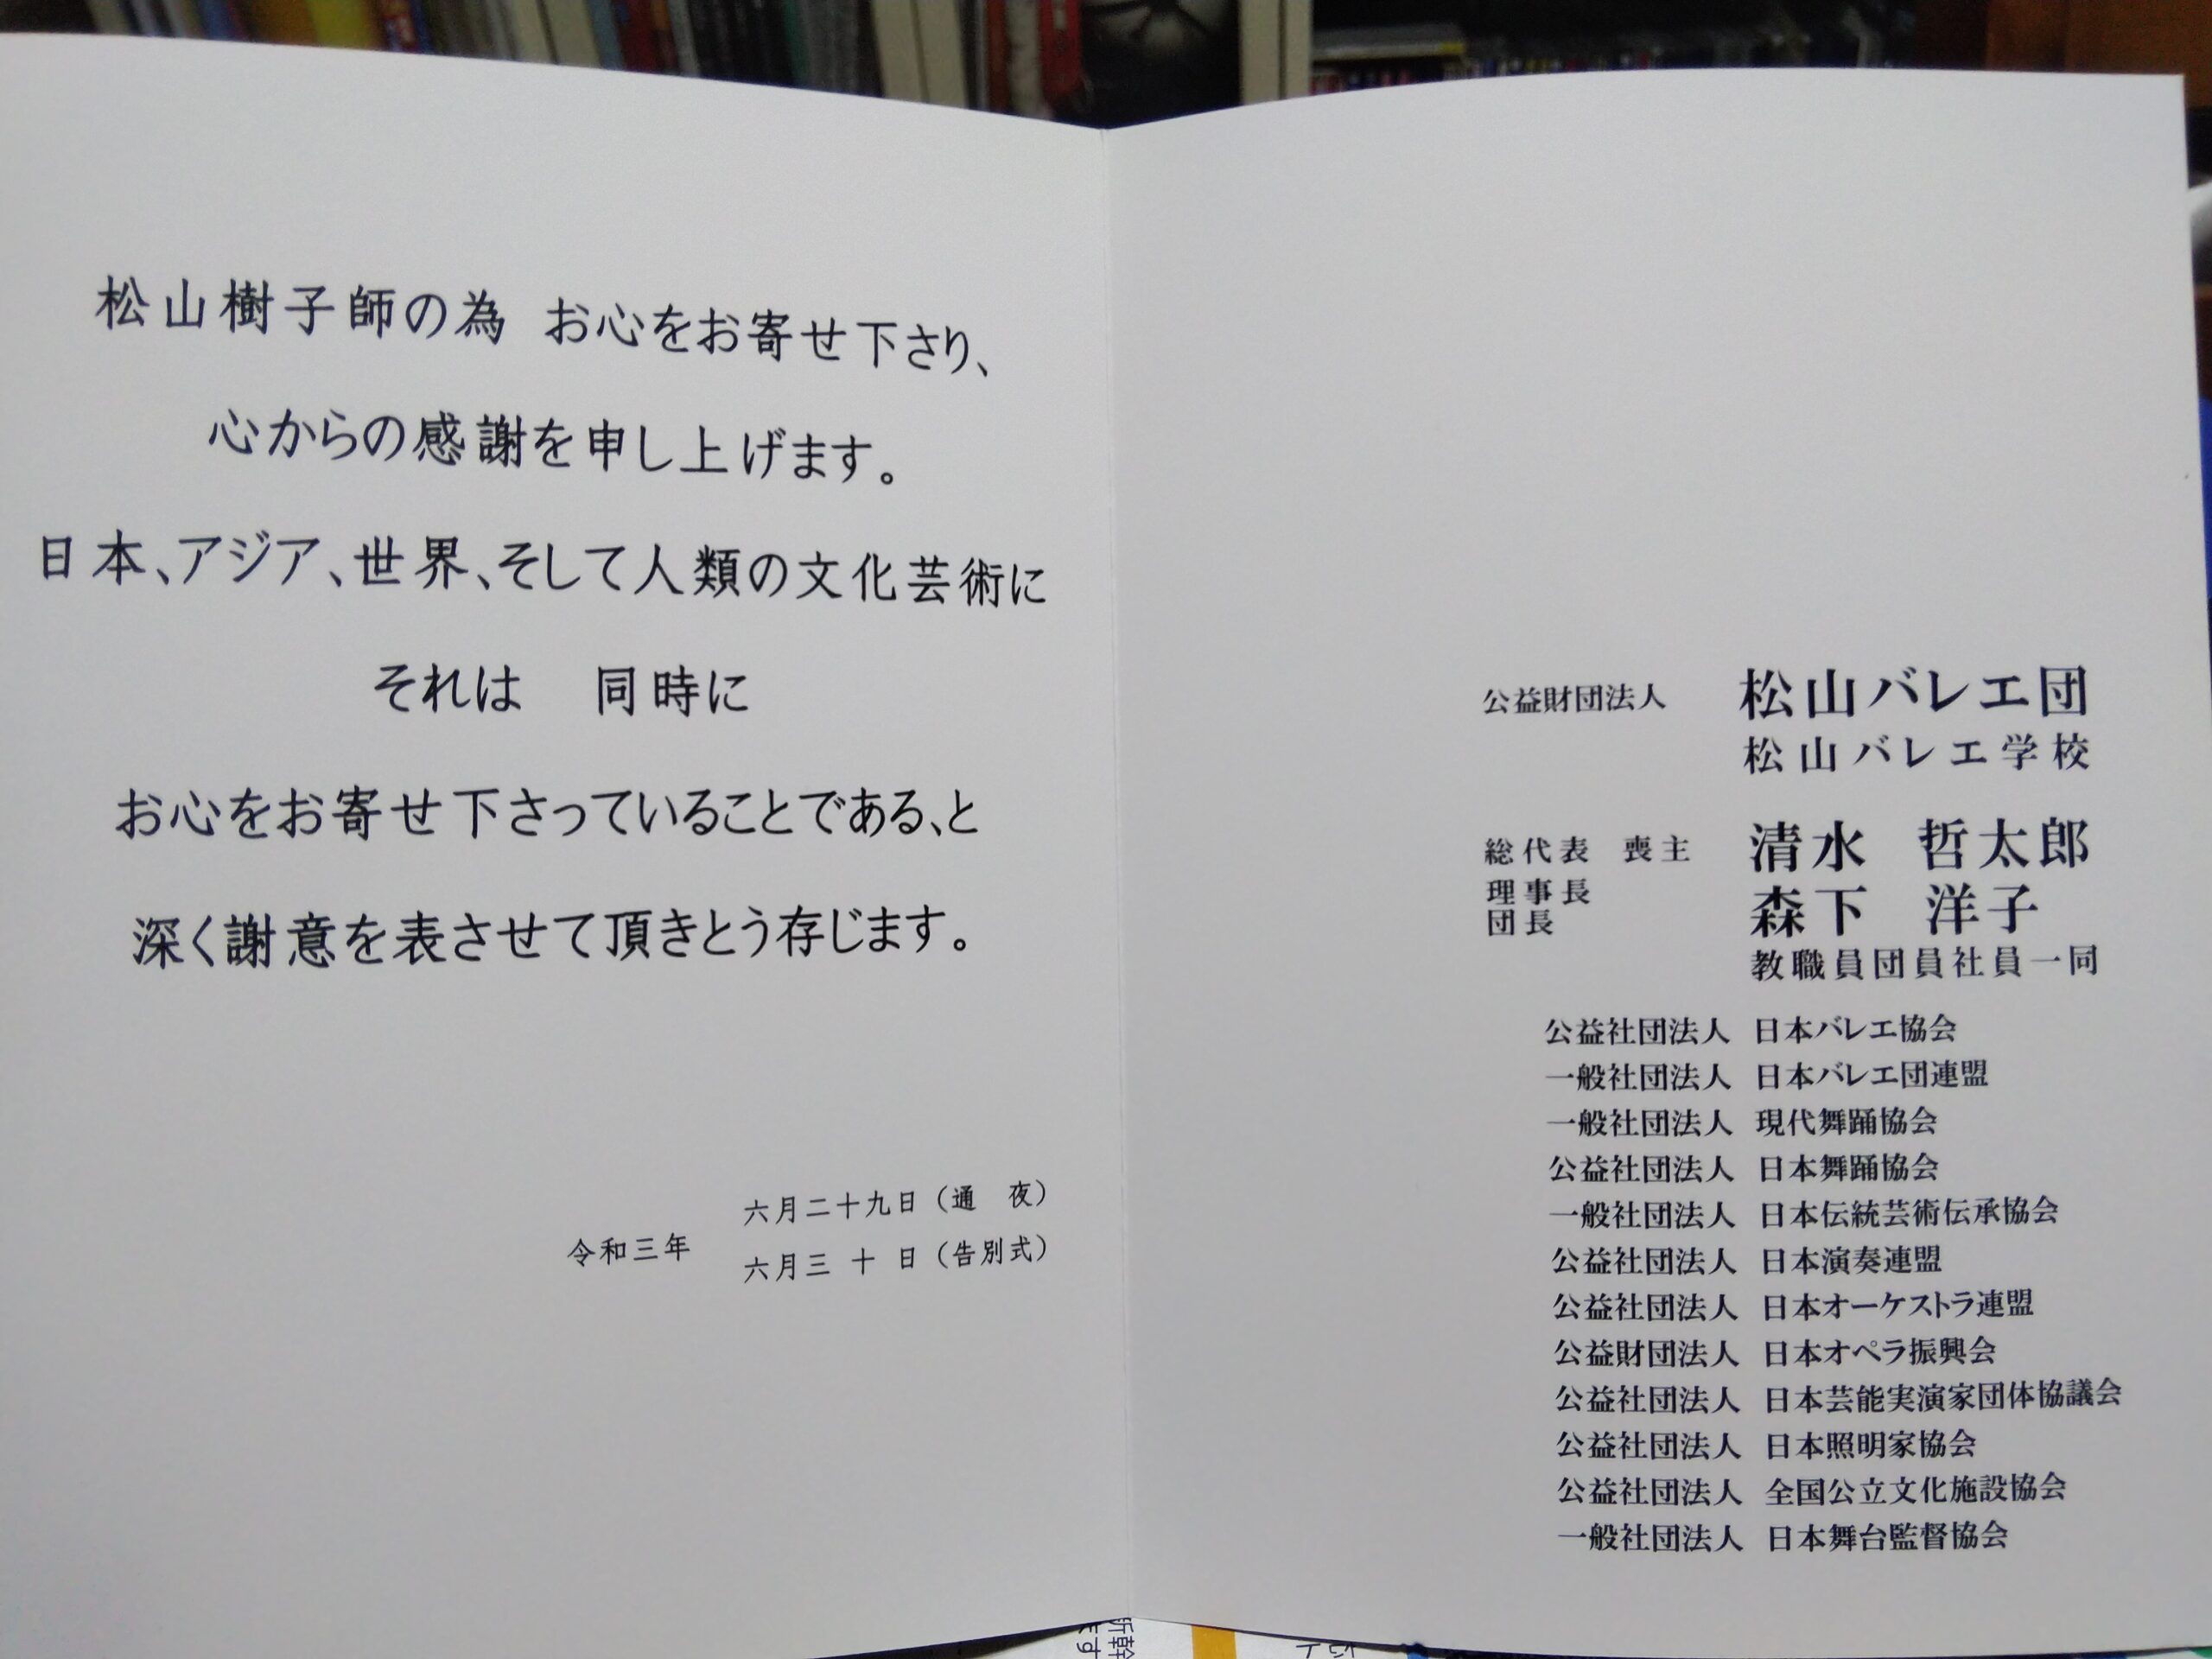 松山樹子師の為 お心をお寄せ下さり、
心からの感謝を申し上げます。
日本、アジア、世界、そして人類の文化芸術に
それは 同時に
お心をお寄せ下さっていることである、と
深く謝意を表させて頂きとう存じます。
令和三年
六月二十九日（通 夜）
六月三十日（告別式）
公益財団法人 松山バレエ団
松山バレエ学校
総代表 喪主 清水 哲太郎
理事長
団長
森下 洋子
教職員団員社員一同
公益社団法人 日本バレエ協会
一般社団法人 日本バレエ団連盟
一般社団法人 現代舞踊協会
公益社団法人 日本舞踊協会
一般社団法人 日本伝統芸術伝承協会
公益社団法人 日本演奏連盟
公益社団法人 日本オーケストラ連盟
公益財団法人 日本オペラ振興会
公益社団法人 日本芸能実演家団体協議会
公益社団法人 日本照明家協会
公益社団法人 全国公立文化施設協会
一般社団法人 日本舞台監督協会